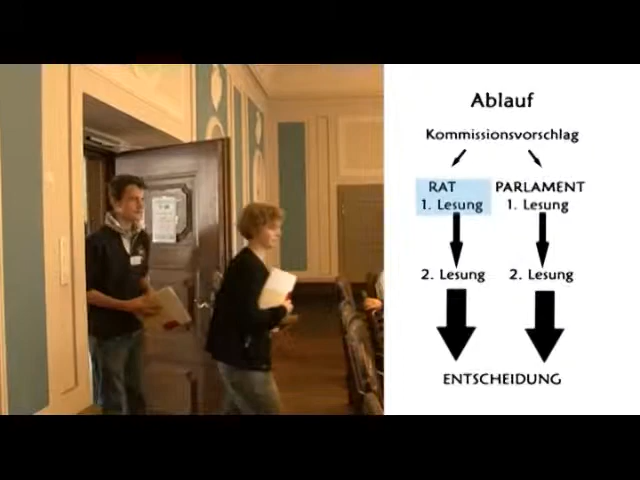 Ablauf
Kommissionsvorschlag
RAT PARLAMENT
1. Lesung 1. Lesung
2. Lesung 2. Lesung
ENTSCHEIDUNG